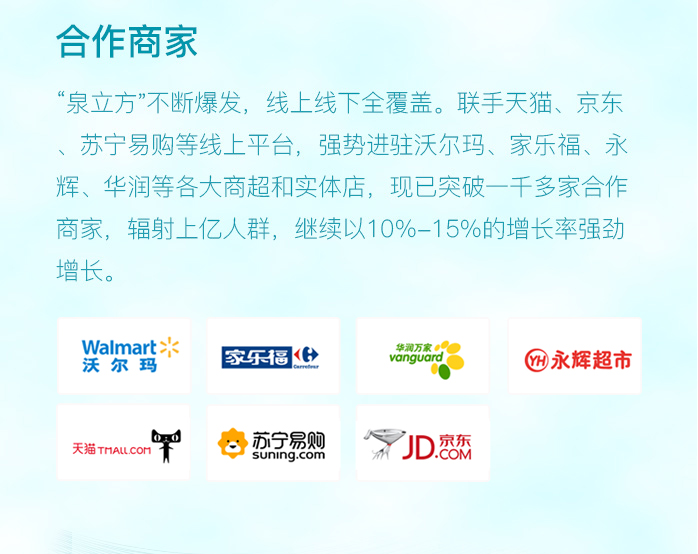 合作商家
“泉立方”不断爆发，线上线下全覆盖。联手天猫、京东
、苏宁易购等线上平台，强势进驻沃尔玛、家乐福、永
辉、华润等各大商超和实体店，现已突破一千多家合作
商家，辐射上亿人群，继续以10%-15%的增长率强劲
增长。
Walmart
沃尔玛
家乐福 Carrefour
华润万家
vanguard
YH 永辉超市
天猫 TMALL.COM
苏宁易购
suning.com
JD 京东
.COM